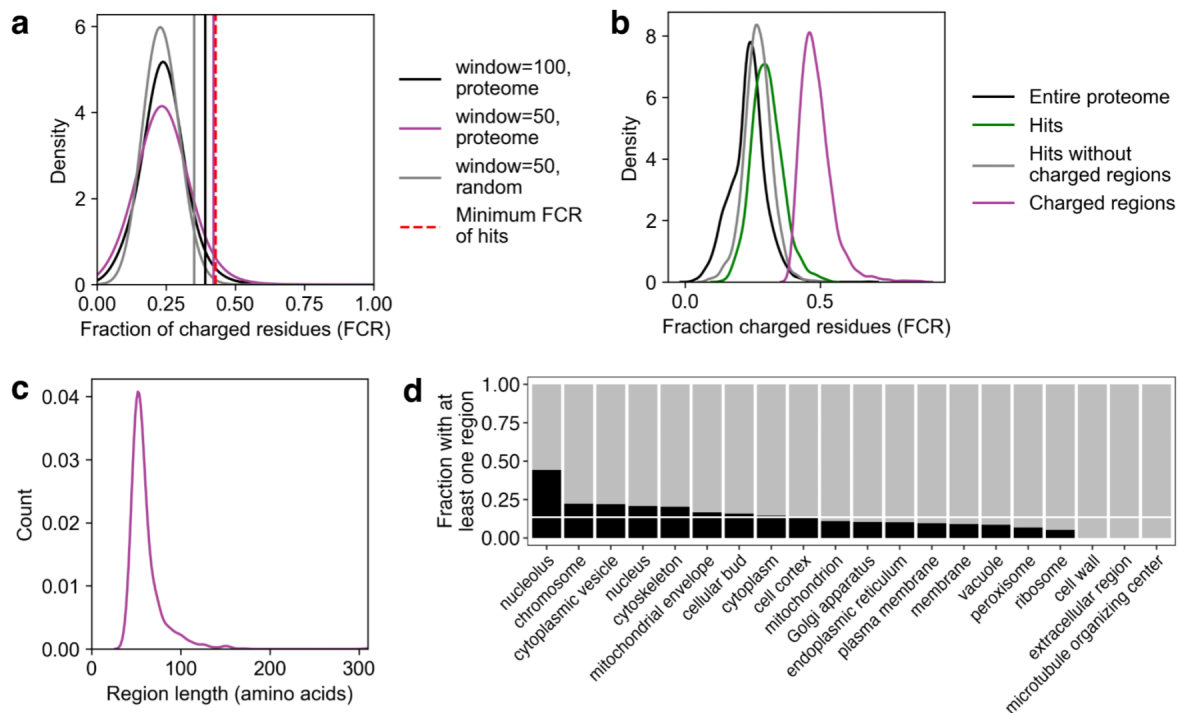 a
6
4
2
0
Density
0.00
0.25
0.50
0.75
1.00
Fraction of charged residues (FCR)
window=100,
proteome
window=50,
proteome
window=50,
random
Minimum FCR
of hits
b
8
6
4
2
0
Density
0.0
0.5
Fraction charged residues (FCR)
Entire proteome
Hits
Hits without
charged regions
Charged regions
c
0.04
0.03
0.02
0.01
0.00
Count
0
100
200
300
Region length (amino acids)
d
1.00
0.75
0.50
0.25
0.00
Fraction with at
least one region
nucleolus
chromosome
cytoplasmic vesicle
nucleus
cytoskeleton
mitochondrial envelope
cellular bud
cytoplasm
cell cortex
mitochondrion
Golgi apparatus
endoplasmic reticulum
plasma membrane
membrane
vacuole
peroxisome
ribosome
cell wall
extracellular region
microtubule organizing center